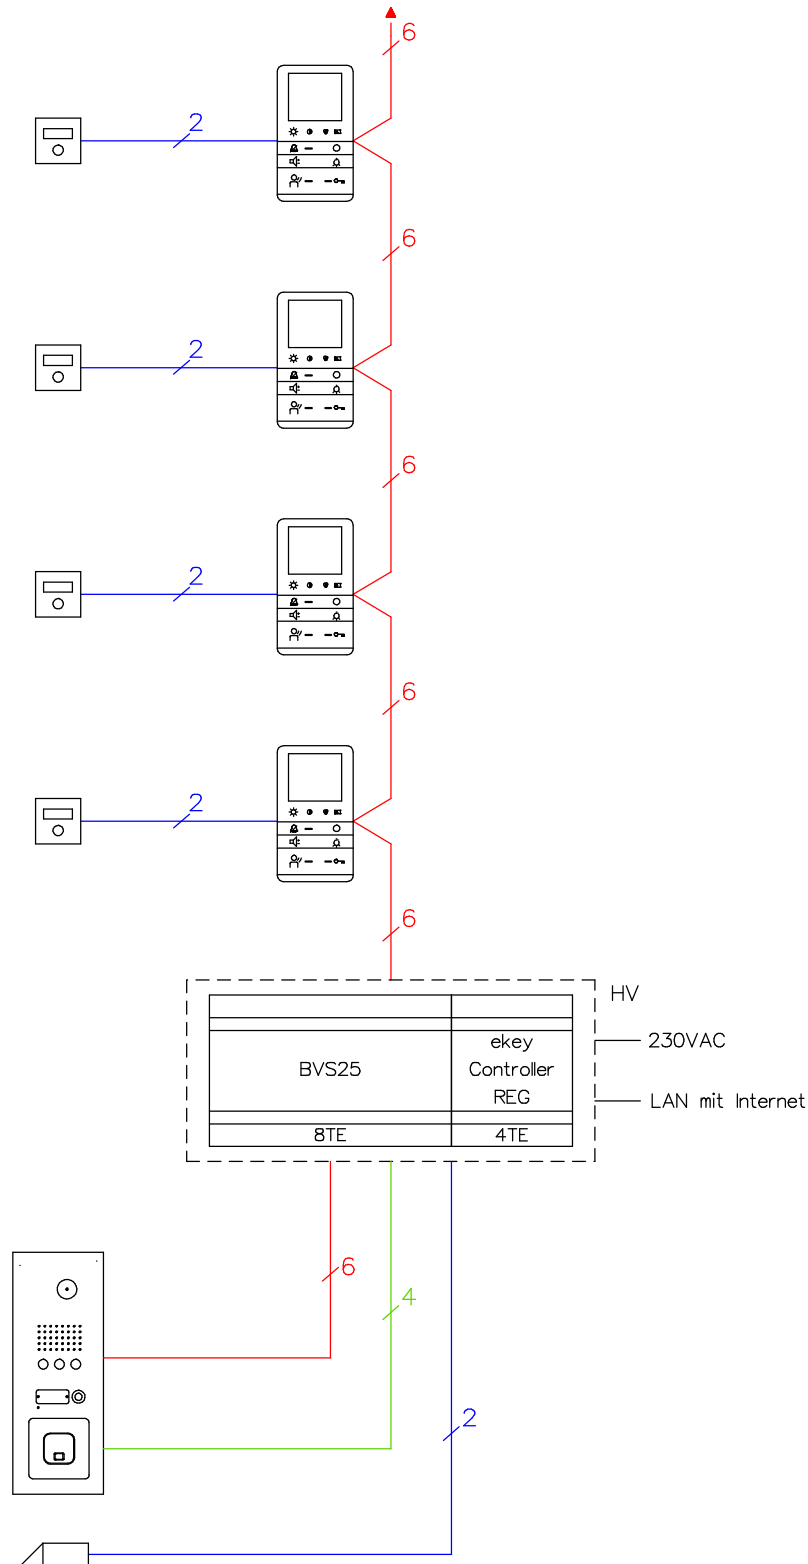 6
2
6
2
6
2
6
2
6
HV
230VAC
LAN mit Internet
BVS25
ekey
Controller
REG
8TE
4TE
6
4
2